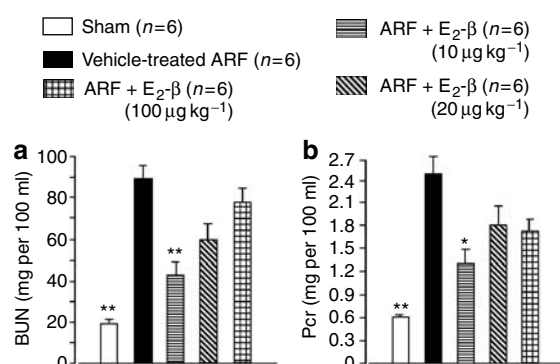 Sham (n=6)
Vehicle-treated ARF (n=6)
ARF + E2-β (n=6)
(100 µg kg−1)
ARF + E2-β (n=6)
(10 µg kg−1)
ARF + E2-β (n=6)
(20 µg kg−1)
a
BUN (mg per 100 ml)
100
80
60
40
20
0
**
**
b
Pcr (mg per 100 ml)
2.7
2.4
2.1
1.8
1.5
1.2
0.9
0.6
0.3
0
**
*